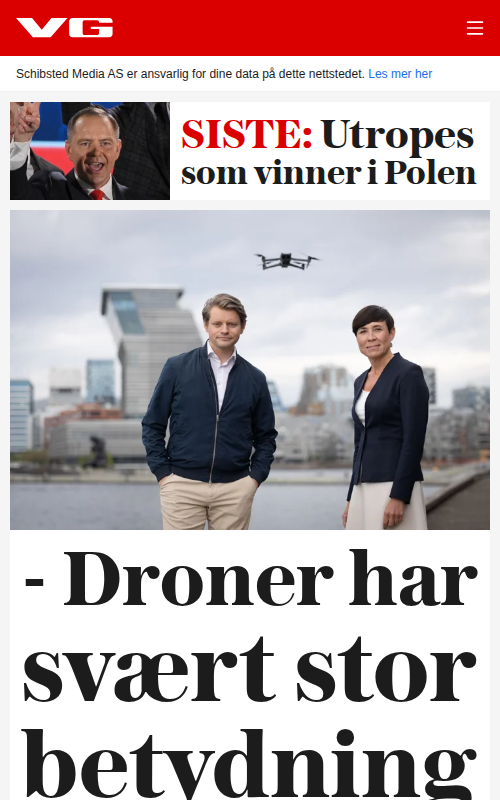 VG
Schibsted Media AS er ansvarlig for dine data på dette nettstedet. Les mer her
SISTE: Utropes
som vinner i Polen
- Droner har
svært stor
betydning